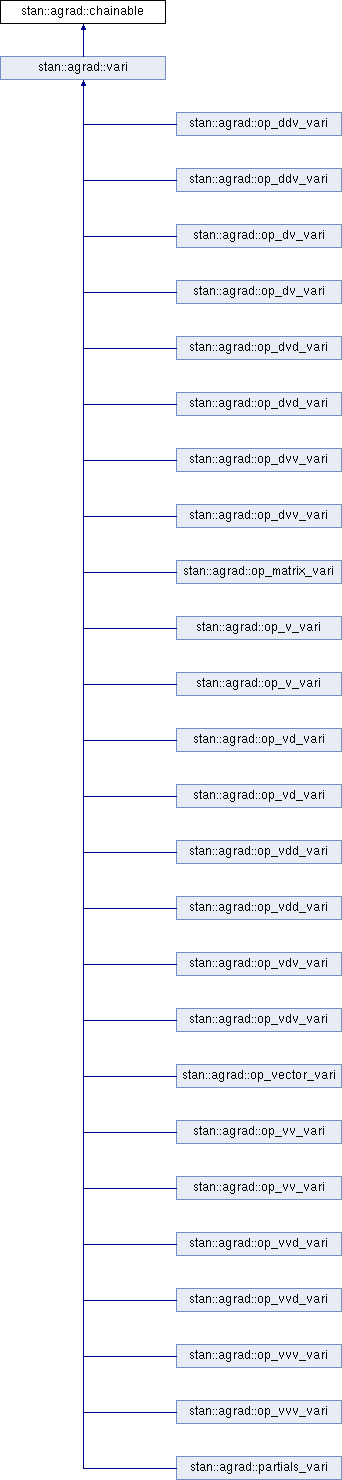 stan::agrad::chainable
stan::agrad::vari
stan::agrad::op_ddv_vari
stan::agrad::op_ddv_vari
stan::agrad::op_dv_vari
stan::agrad::op_dv_vari
stan::agrad::op_dvd_vari
stan::agrad::op_dvd_vari
stan::agrad::op_dvv_vari
stan::agrad::op_dvv_vari
stan::agrad::op_matrix_vari
stan::agrad::op_v_vari
stan::agrad::op_v_vari
stan::agrad::op_vd_vari
stan::agrad::op_vd_vari
stan::agrad::op_vdd_vari
stan::agrad::op_vdd_vari
stan::agrad::op_vdv_vari
stan::agrad::op_vdv_vari
stan::agrad::op_vector_vari
stan::agrad::op_vv_vari
stan::agrad::op_vv_vari
stan::agrad::op_vvd_vari
stan::agrad::op_vvd_vari
stan::agrad::op_vvv_vari
stan::agrad::op_vvv_vari
stan::agrad::partials_vari